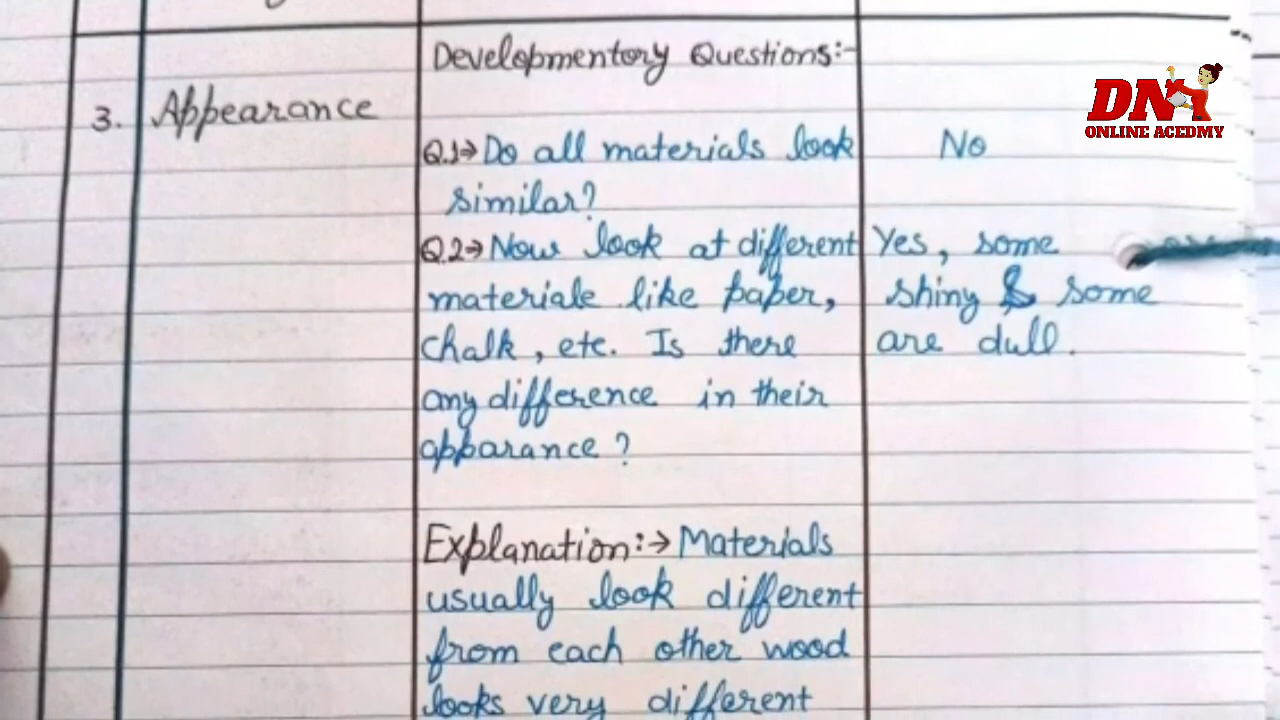 Developmentory Questions:-
3. Appearance
Q.1→ Do all materials look No
similar?
Q.2→ Now look at different Yes, some
materials like paper, shiny & some
chalk, etc. Is there are dull.
any difference in their
apparance?
Explanation:→ Materials
usually look different
from each other wood
looks very different
DN
ONLINE ACEDMY